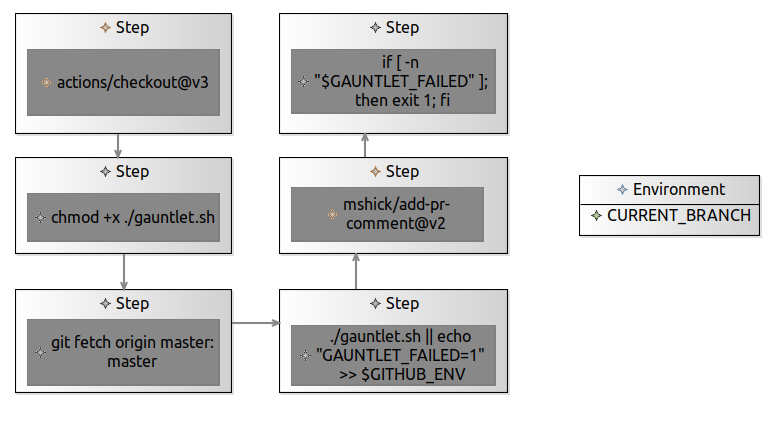 Step
actions/checkout@v3
Step
chmod +x ./gauntlet.sh
Step
git fetch origin master:
master
Step
./gauntlet.sh || echo
"GAUNTLET_FAILED=1"
>> $GITHUB_ENV
Step
mshick/add-pr-
comment@v2
Step
if [ -n
"$GAUNTLET_FAILED" ];
then exit 1; fi
Environment
CURRENT_BRANCH